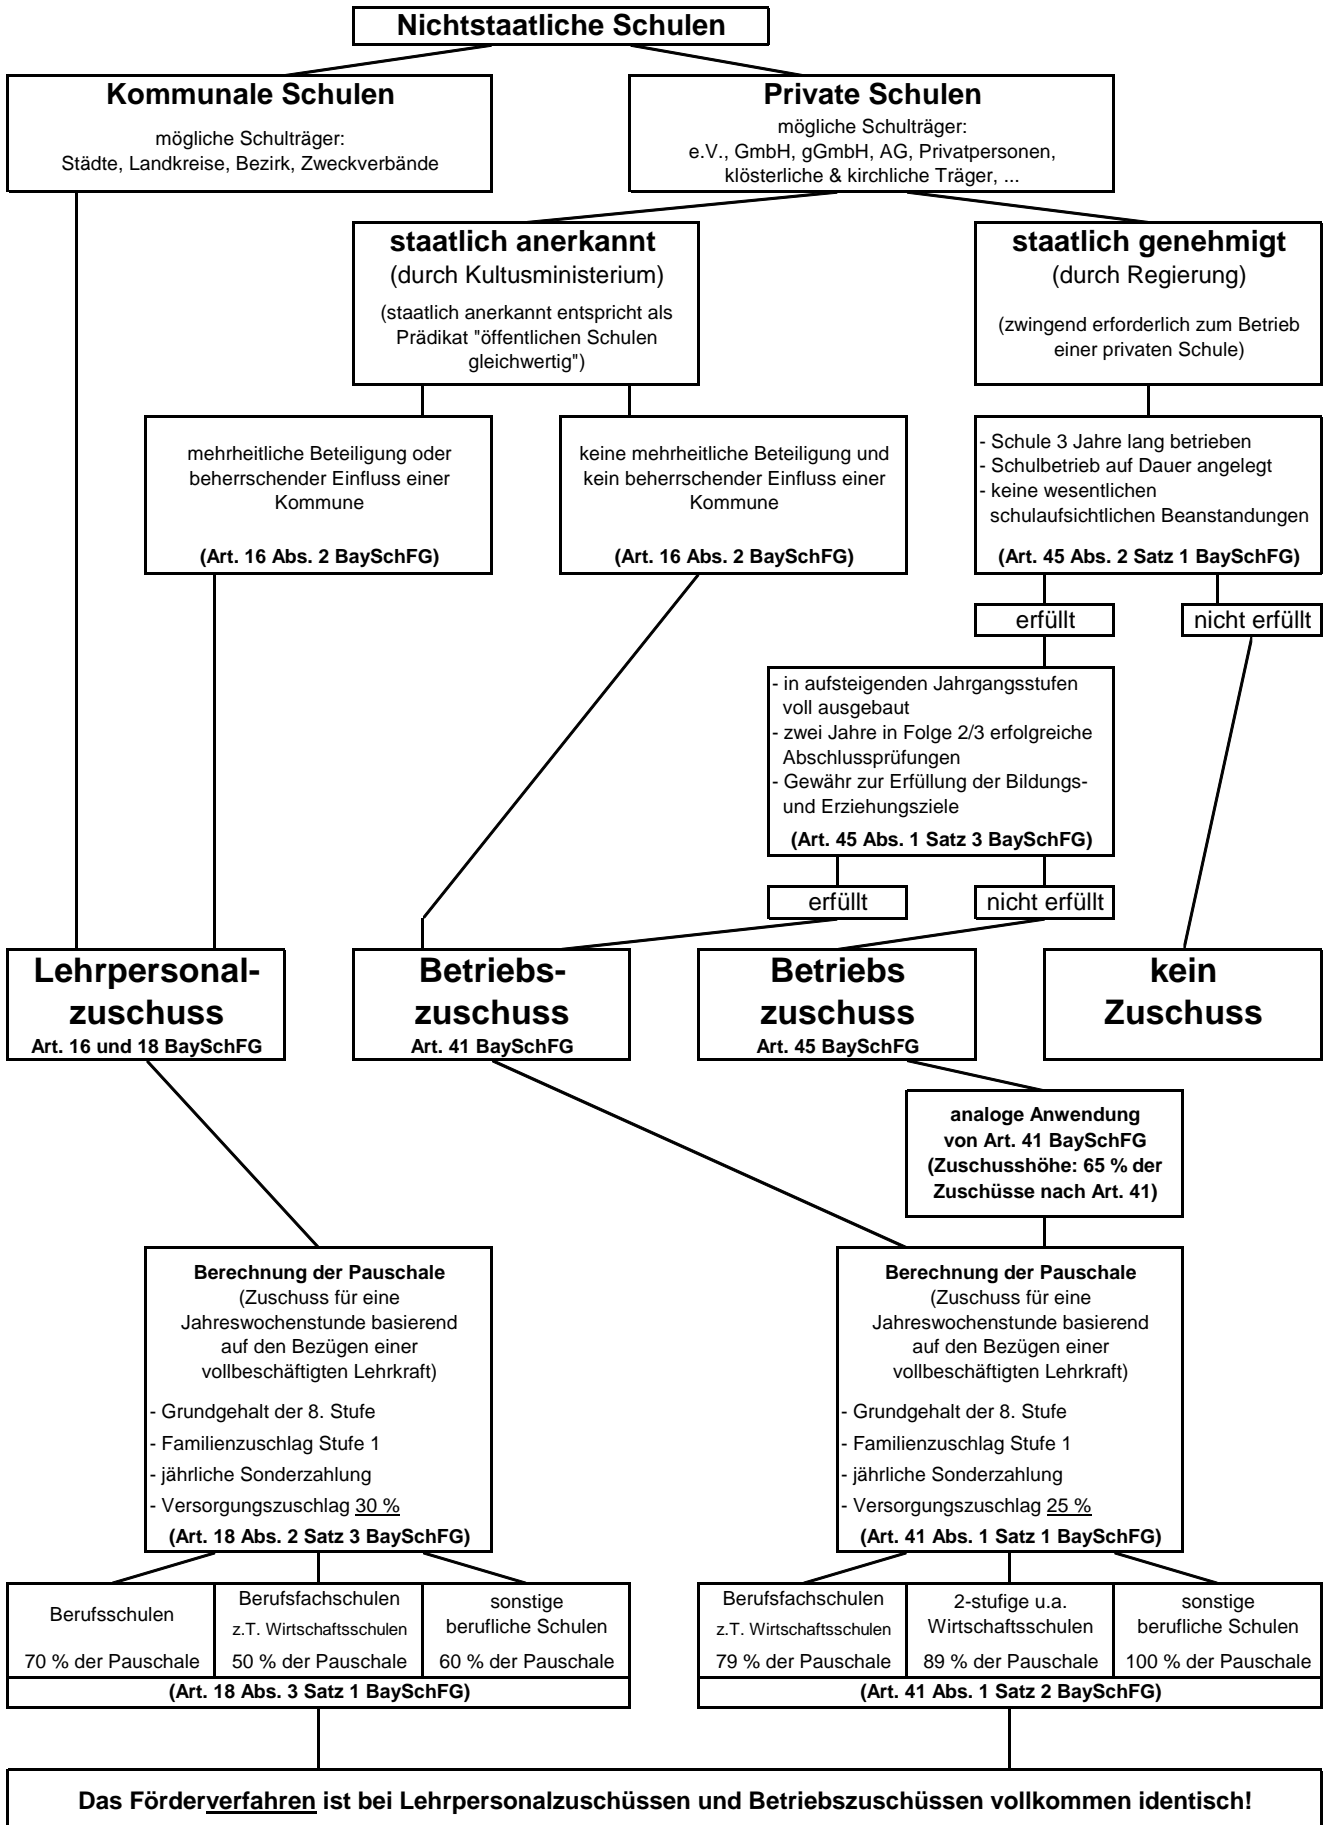 Nichtstaatliche Schulen
Kommunale Schulen
mögliche Schulträger:
Städte, Landkreise, Bezirk, Zweckverbände
Private Schulen
mögliche Schulträger:
e.V., GmbH, gGmbH, AG, Privatpersonen,
klösterliche & kirchliche Träger, ...
staatlich anerkannt
(durch Kultusministerium)
(staatlich anerkannt entspricht als
Prädikat "öffentlichen Schulen
gleichwertig")
staatlich genehmigt
(durch Regierung)
(zwingend erforderlich zum Betrieb
einer privaten Schule)
mehrheitliche Beteiligung oder
beherrschender Einfluss einer
Kommune
(Art. 16 Abs. 2 BaySchFG)
keine mehrheitliche Beteiligung und
kein beherrschender Einfluss einer
Kommune
(Art. 16 Abs. 2 BaySchFG)
- Schule 3 Jahre lang betrieben
- Schulbetrieb auf Dauer angelegt
- keine wesentlichen
schulaufsichtlichen Beanstandungen
(Art. 45 Abs. 2 Satz 1 BaySchFG)
erfüllt
nicht erfüllt
- in aufsteigenden Jahrgangsstufen
voll ausgebaut
- zwei Jahre in Folge 2/3 erfolgreiche
Abschlussprüfungen
- Gewähr zur Erfüllung der Bildungs-
und Erziehungsziele
(Art. 45 Abs. 1 Satz 3 BaySchFG)
erfüllt
nicht erfüllt
Lehrpersonal-
zuschuss
Art. 16 und 18 BaySchFG
Betriebs-
zuschuss
Art. 41 BaySchFG
Betriebs
zuschuss
Art. 45 BaySchFG
kein
Zuschuss
analoge Anwendung
von Art. 41 BaySchFG
(Zuschusshöhe: 65 % der
Zuschüsse nach Art. 41)
Berechnung der Pauschale
(Zuschuss für eine
Jahreswochenstunde basierend
auf den Bezügen einer
vollbeschäftigten Lehrkraft)
- Grundgehalt der 8. Stufe
- Familienzuschlag Stufe 1
- jährliche Sonderzahlung
- Versorgungszuschlag 30 %
(Art. 18 Abs. 2 Satz 3 BaySchFG)
Berechnung der Pauschale
(Zuschuss für eine
Jahreswochenstunde basierend
auf den Bezügen einer
vollbeschäftigten Lehrkraft)
- Grundgehalt der 8. Stufe
- Familienzuschlag Stufe 1
- jährliche Sonderzahlung
- Versorgungszuschlag 25 %
(Art. 41 Abs. 1 Satz 1 BaySchFG)
Berufsschulen
70 % der Pauschale
Berufsfachschulen
z.T. Wirtschaftsschulen
50 % der Pauschale
sonstige
berufliche Schulen
60 % der Pauschale
(Art. 18 Abs. 3 Satz 1 BaySchFG)
Berufsfachschulen
z.T. Wirtschaftsschulen
79 % der Pauschale
2-stufige u.a.
Wirtschaftsschulen
89 % der Pauschale
sonstige
berufliche Schulen
100 % der Pauschale
(Art. 41 Abs. 1 Satz 2 BaySchFG)
Das Förderverfahren ist bei Lehrpersonalzuschüssen und Betriebszuschüssen vollkommen identisch!